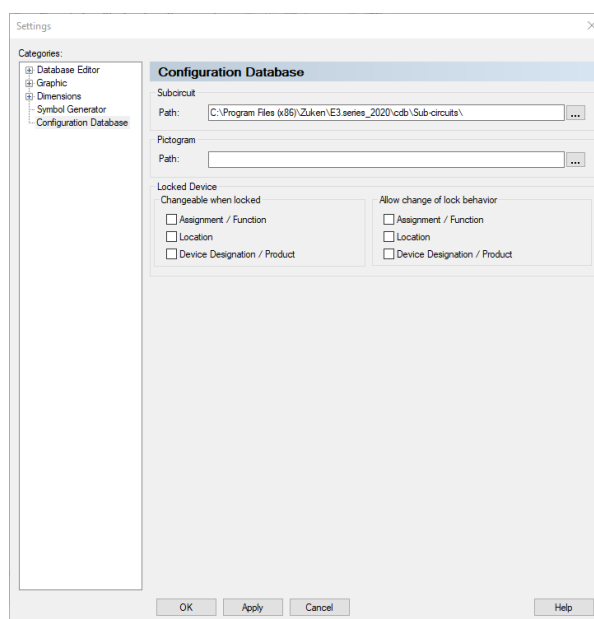 Settings
Categories:
Database Editor
Graphic
Dimensions
Symbol Generator
Configuration Database
Configuration Database
Subcircuit
Path: C:\Program Files (x86)\Zuken\E3.series_2020\cdb\Sub-circuits\ ...
Pictogram
Path: ...
Locked Device
Changeable when locked
Assignment / Function
Location
Device Designation / Product
Allow change of lock behavior
Assignment / Function
Location
Device Designation / Product
OK Apply Cancel Help